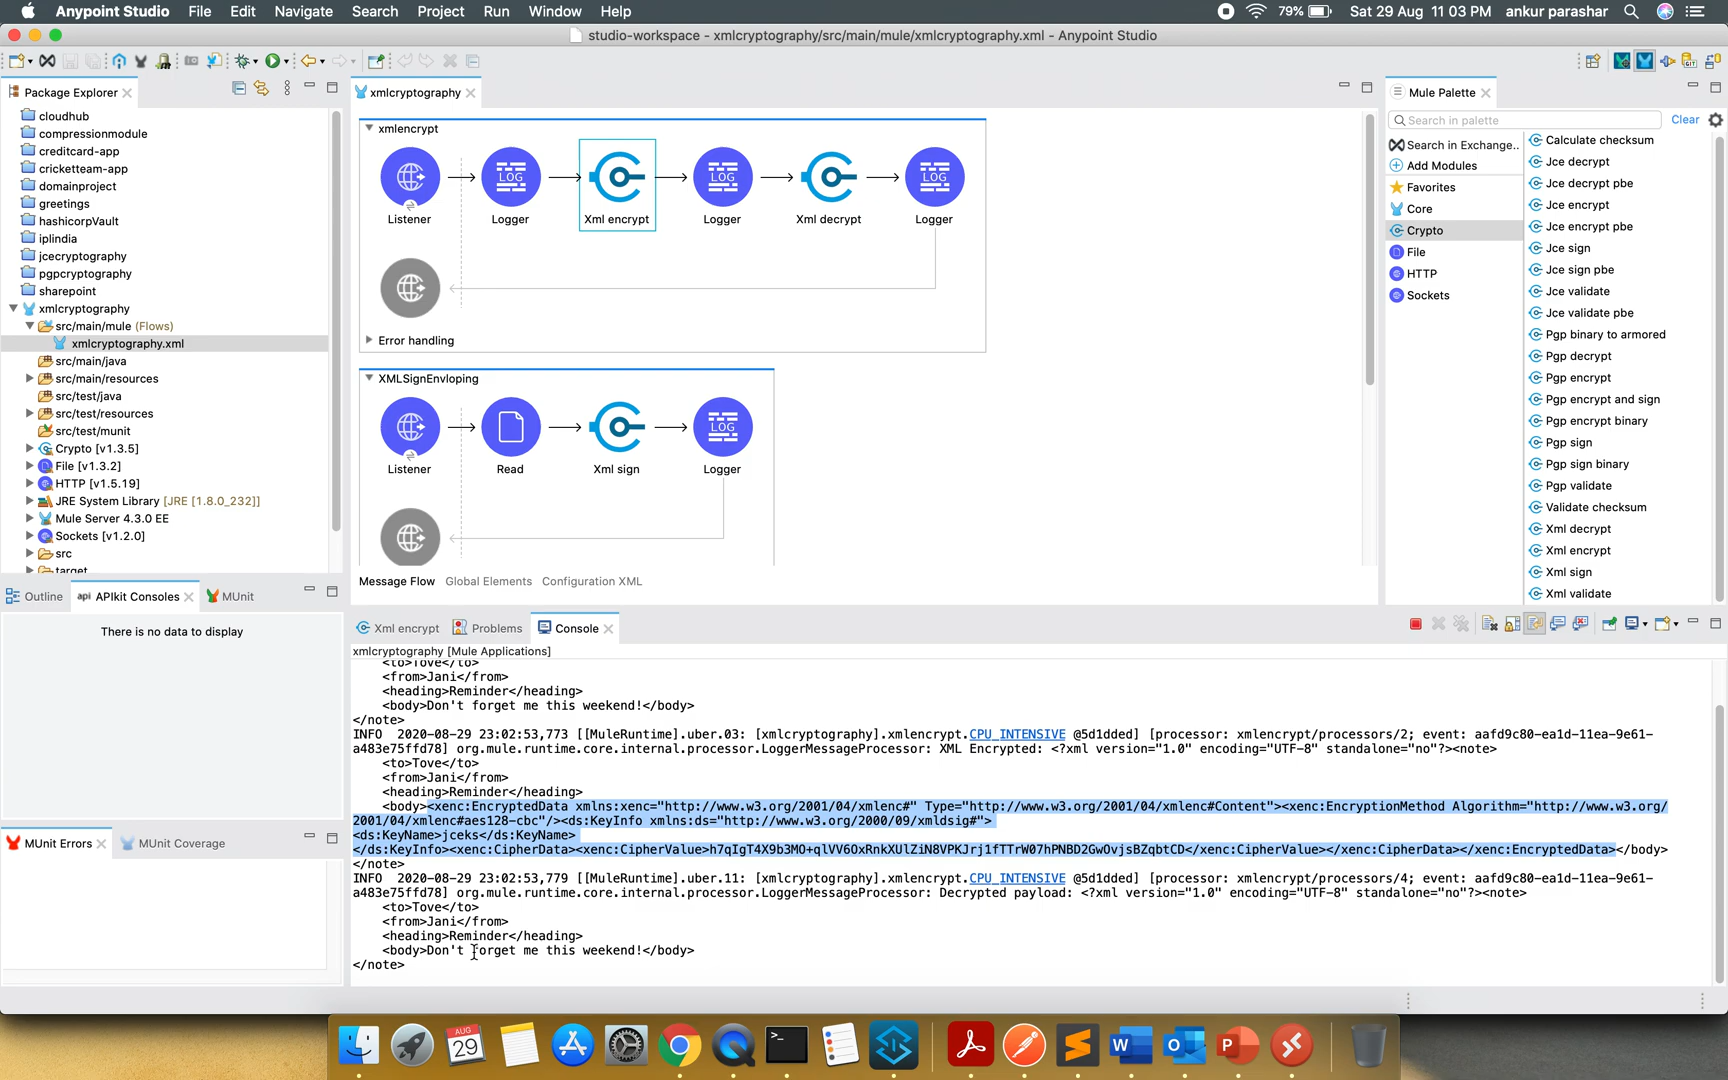 Anypoint Studio File Edit Navigate Search Project Run Window Help 79% Sat 29 Aug 11:03 PM ankur parashar
studio-workspace - xmlcryptography/src/main/mule/xmlcryptography.xml - Anypoint Studio
Package Explorer
cloudhub
compressionmodule
creditcard-app
cricketteam-app
domainproject
greetings
hashicorpVault
iplindia
jcecryptography
pgpcryptography
sharepoint
xmlcryptography
src/main/mule (Flows)
xmlcryptography.xml
src/main/java
src/main/resources
src/test/java
src/test/resources
src/test/munit
Crypto [v1.3.5]
File [v1.3.2]
HTTP [v1.5.19]
JRE System Library [JRE [1.8.0_232]]
Mule Server 4.3.0 EE
Sockets [v1.2.0]
src
target
xmlcryptography
xmlencrypt
LOG LOG LOG
Listener Logger Xml encrypt Logger Xml decrypt Logger
Error handling
XMLSignEnvloping
LOG
Listener Read Xml sign Logger
Message Flow Global Elements Configuration XML
Mule Palette
Search in palette Clear
Search in Exchange..
Add Modules
Favorites
Core
Crypto
File
HTTP
Sockets
Calculate checksum
Jce decrypt
Jce decrypt pbe
Jce encrypt
Jce encrypt pbe
Jce sign
Jce sign pbe
Jce validate
Jce validate pbe
Pgp binary to armored
Pgp decrypt
Pgp encrypt
Pgp encrypt and sign
Pgp encrypt binary
Pgp sign
Pgp sign binary
Pgp validate
Validate checksum
Xml decrypt
Xml encrypt
Xml sign
Xml validate
Outline api APIkit Consoles MUnit
There is no data to display
MUnit Errors MUnit Coverage
Xml encrypt Problems Console
xmlcryptography [Mule Applications]
<to>Tove</to>
<from>Jani</from>
<heading>Reminder</heading>
<body>Don't forget me this weekend!</body>
</note>
INFO 2020-08-29 23:02:53,773 [[MuleRuntime].uber.03: [xmlcryptography].xmlencrypt.CPU_INTENSIVE @5d1dded] [processor: xmlencrypt/processors/2; event: aafd9c80-ea1d-11ea-9e61-
a483e75ffd78] org.mule.runtime.core.internal.processor.LoggerMessageProcessor: XML Encrypted: <?xml version="1.0" encoding="UTF-8" standalone="no"?><note>
<to>Tove</to>
<from>Jani</from>
<heading>Reminder</heading>
<body><xenc:EncryptedData xmlns:xenc="http://www.w3.org/2001/04/xmlenc#" Type="http://www.w3.org/2001/04/xmlenc#Content"><xenc:EncryptionMethod Algorithm="http://www.w3.org/
2001/04/xmlenc#aes128-cbc"/><ds:KeyInfo xmlns:ds="http://www.w3.org/2000/09/xmldsig#">
<ds:KeyName>jceks</ds:KeyName>
</ds:KeyInfo><xenc:CipherData><xenc:CipherValue>h7qIgT4X9b3MO+qlVV6OxRnkXUlZiN8VPKJrj1fTTrW07hPNBD2GwOvjsBZqbtCD</xenc:CipherValue></xenc:CipherData></xenc:EncryptedData></body>
</note>
INFO 2020-08-29 23:02:53,779 [[MuleRuntime].uber.11: [xmlcryptography].xmlencrypt.CPU_INTENSIVE @5d1dded] [processor: xmlencrypt/processors/4; event: aafd9c80-ea1d-11ea-9e61-
a483e75ffd78] org.mule.runtime.core.internal.processor.LoggerMessageProcessor: Decrypted payload: <?xml version="1.0" encoding="UTF-8" standalone="no"?><note>
<to>Tove</to>
<from>Jani</from>
<heading>Reminder</heading>
<body>Don't forget me this weekend!</body>
</note>
AUG
29
W O P